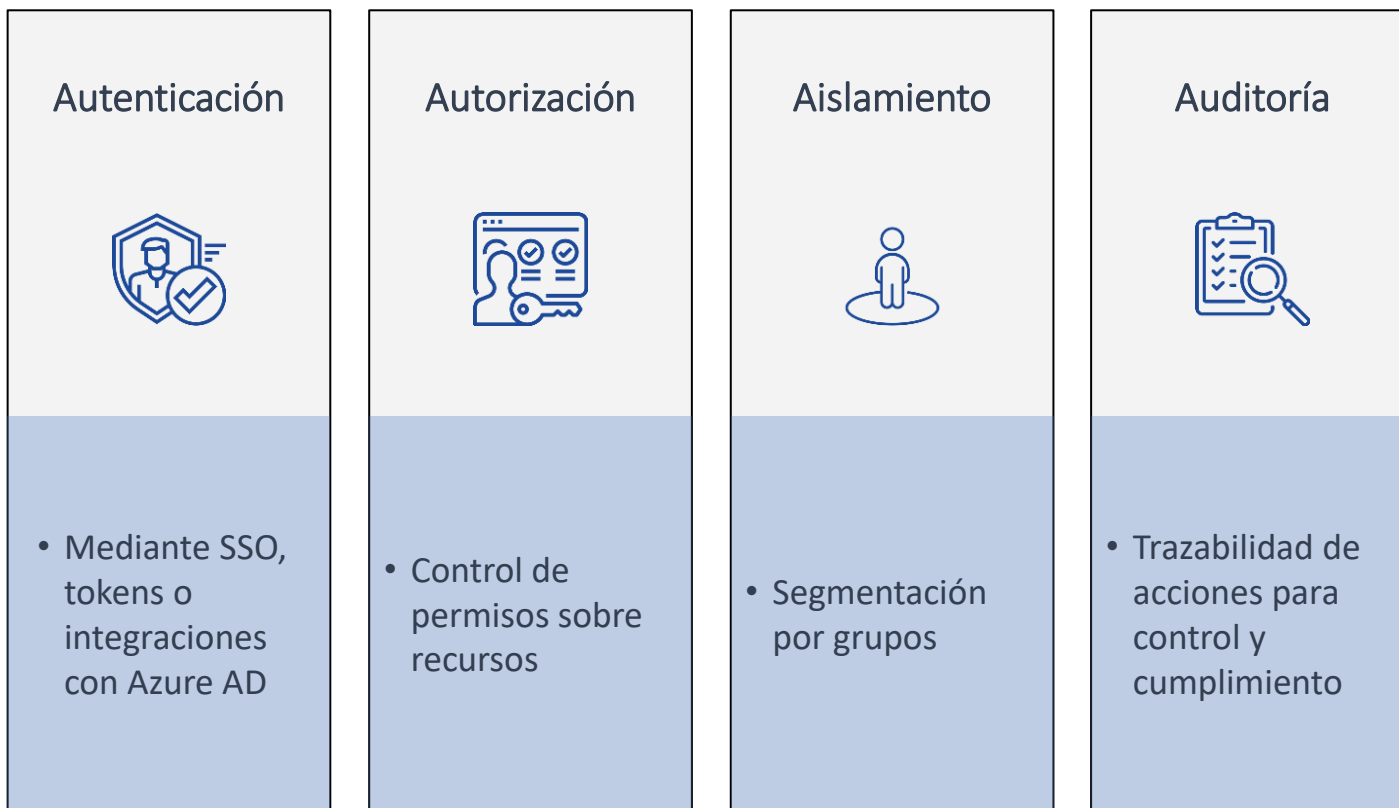 Autenticación
• Mediante SSO,
tokens o
integraciones
con Azure AD
Autorización
• Control de
permisos sobre
recursos
Aislamiento
• Segmentación
por grupos
Auditoría
• Trazabilidad de
acciones para
control y
cumplimiento